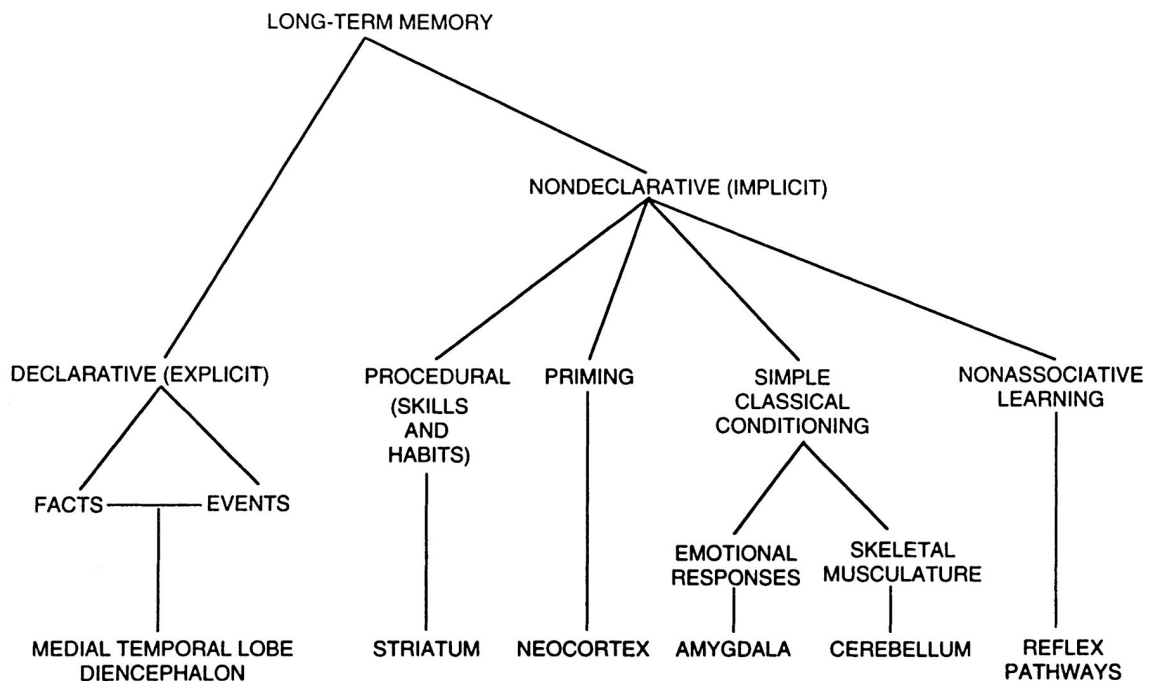 LONG-TERM MEMORY
NONDECLARATIVE (IMPLICIT)
DECLARATIVE (EXPLICIT)
PROCEDURAL
(SKILLS
AND
HABITS)
PRIMING
SIMPLE
CLASSICAL
CONDITIONING
NONASSOCIATIVE
LEARNING
FACTS
EVENTS
EMOTIONAL
RESPONSES
SKELETAL
MUSCULATURE
MEDIAL TEMPORAL LOBE
DIENCEPHALON
STRIATUM
NEOCORTEX
AMYGDALA
CEREBELLUM
REFLEX
PATHWAYS